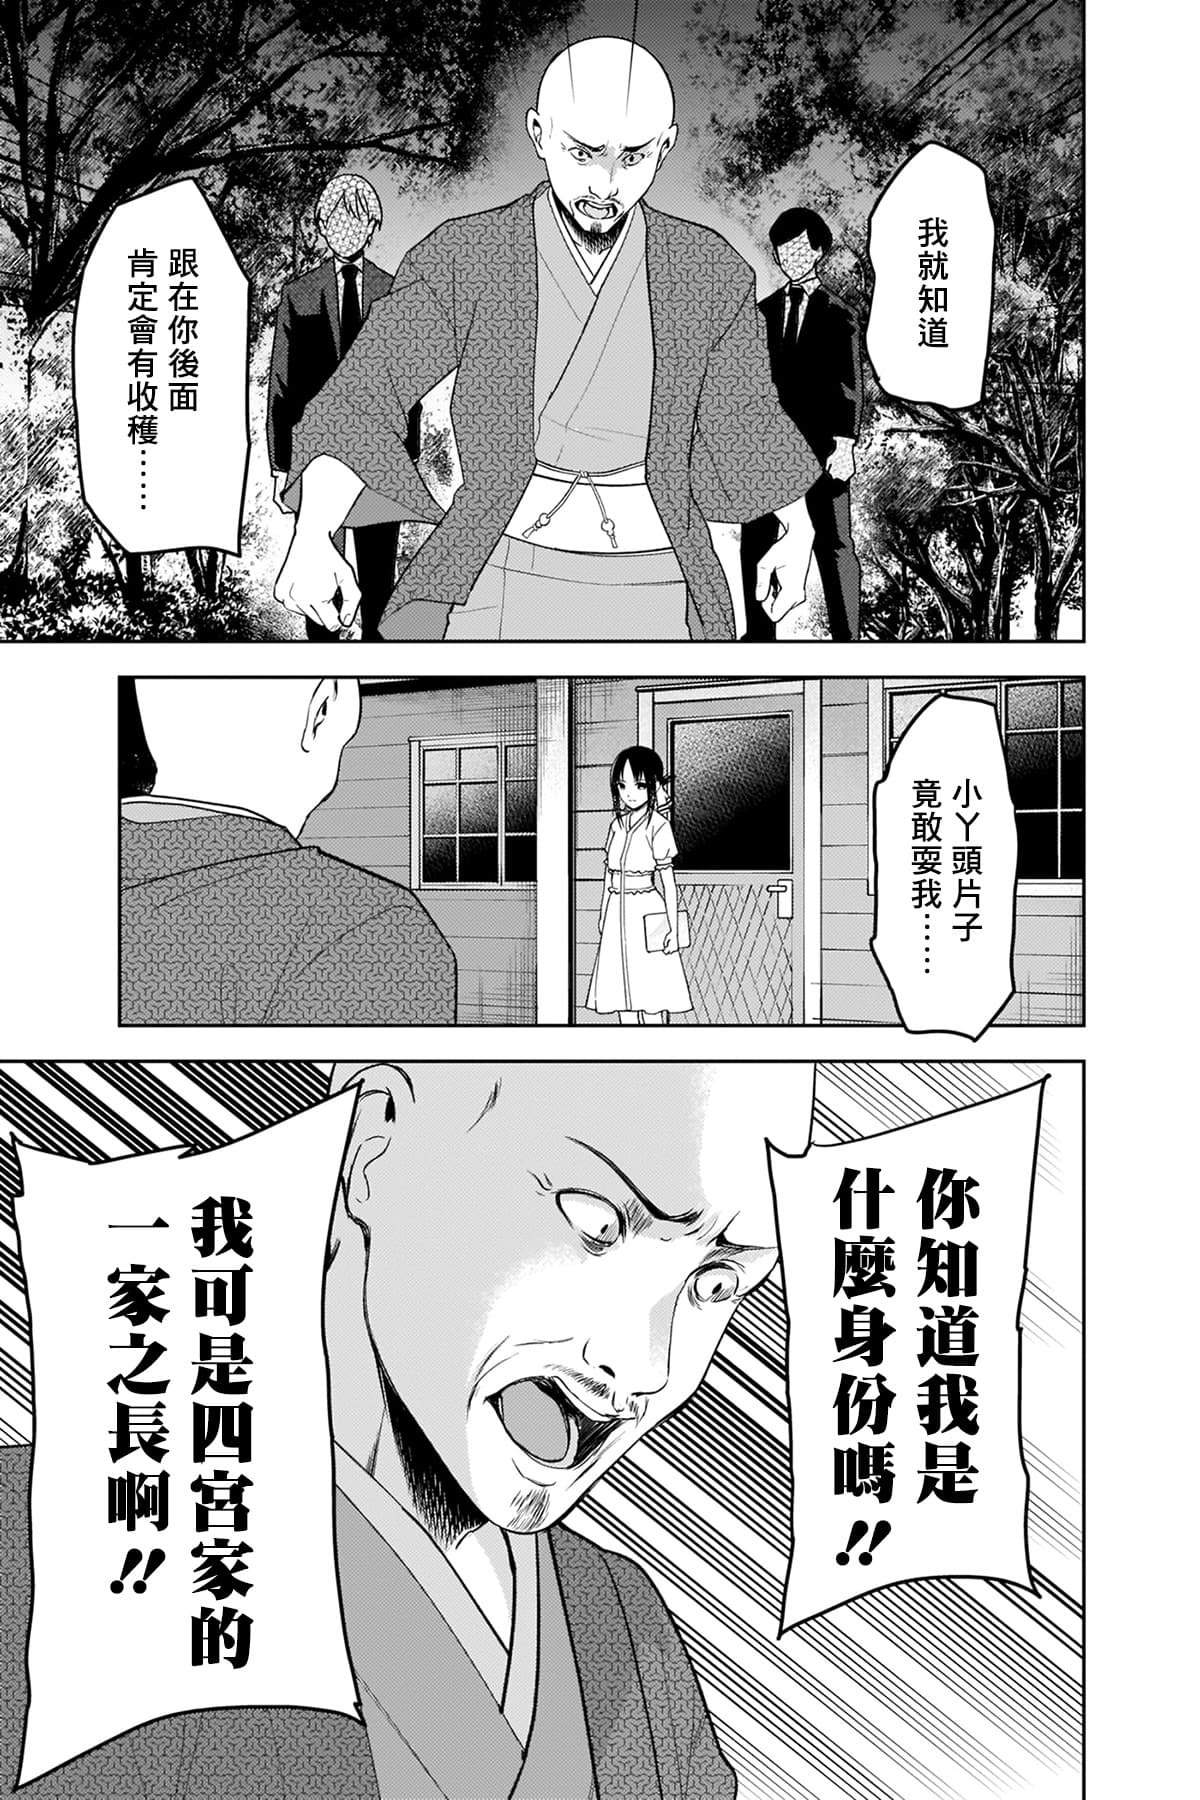 我就知道
跟在你後面
肯定會有收穫……
小丫頭片子
竟敢耍我……
你知道我是
什麼身份嗎!!
我可是四宮家的
一家之長啊!!